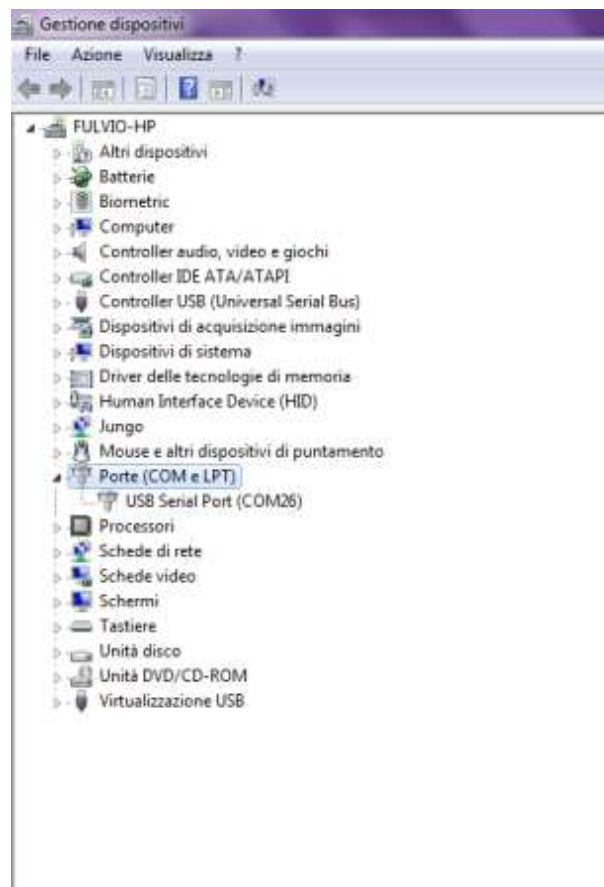 Gestione dispositivi
File Azione Visualizza ?
FULVIO-HP
Altri dispositivi
Batterie
Biometric
Computer
Controller audio, video e giochi
Controller IDE ATA/ATAPI
Controller USB (Universal Serial Bus)
Dispositivi di acquisizione immagini
Dispositivi di sistema
Driver delle tecnologie di memoria
Human Interface Device (HID)
Jungo
Mouse e altri dispositivi di puntamento
Porte (COM e LPT)
USB Serial Port (COM26)
Processori
Schede di rete
Schede video
Schermi
Tastiere
Unità disco
Unità DVD/CD-ROM
Virtualizzazione USB